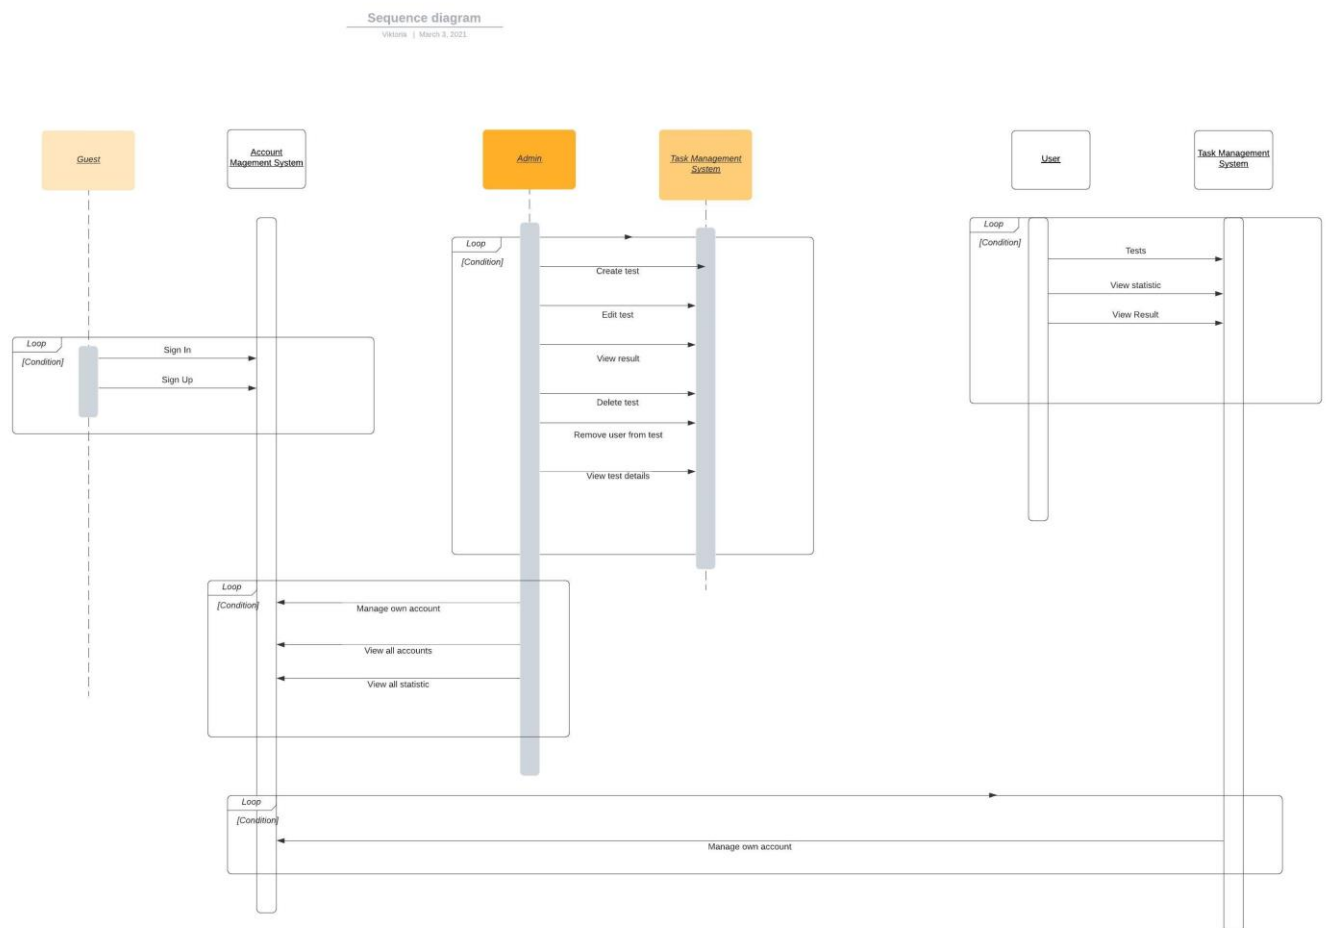 Sequence diagram
Viktoria | March 3, 2021
Guest
Account
Magement System
Admin
Task Management
System
User
Task Management
System
Loop
[Condition]
Sign In
Sign Up
Loop
[Condition]
Create test
Edit test
View result
Delete test
Remove user from test
View test details
Loop
[Condition]
Tests
View statistic
View Result
Loop
[Condition]
Manage own account
View all accounts
View all statistic
Loop
[Condition]
Manage own account